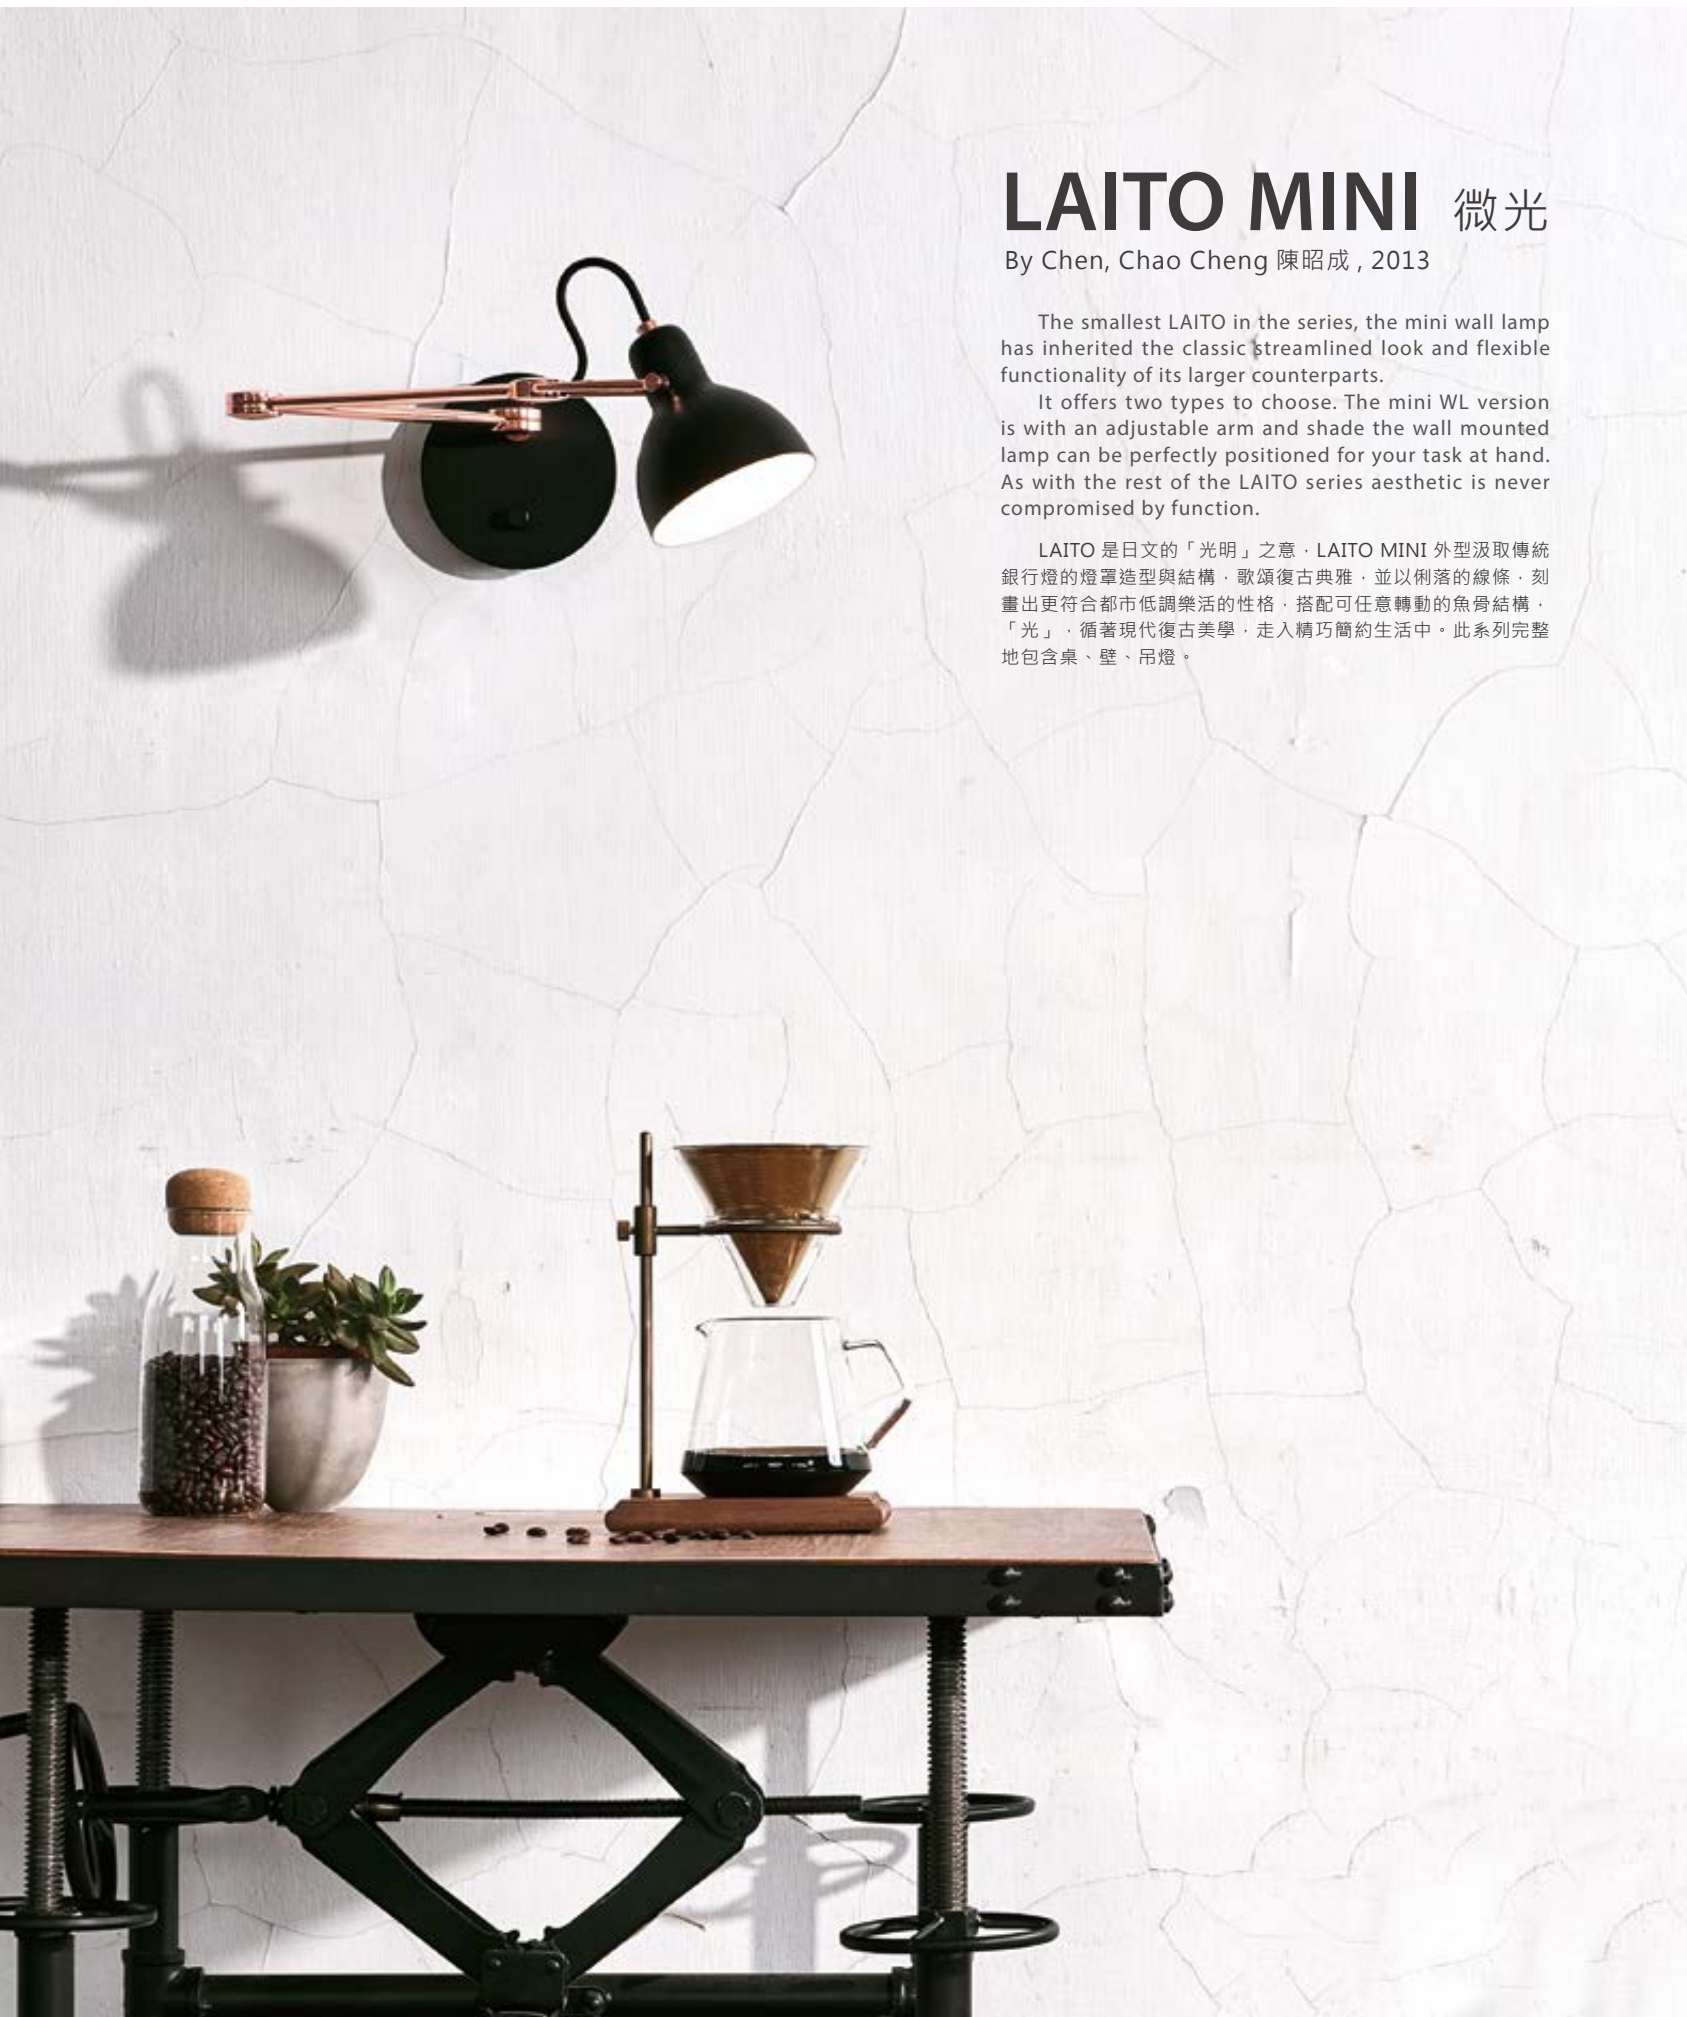 LAITO MINI 微光
By Chen, Chao Cheng 陳昭成 , 2013
The smallest LAITO in the series, the mini wall lamp
has inherited the classic streamlined look and flexible
functionality of its larger counterparts.
It offers two types to choose. The mini WL version
is with an adjustable arm and shade the wall mounted
lamp can be perfectly positioned for your task at hand.
As with the rest of the LAITO series aesthetic is never
compromised by function.
LAITO 是日文的「光明」之意，LAITO MINI 外型汲取傳統
銀行燈的燈罩造型與結構，歌頌復古典雅，並以俐落的線條，刻
畫出更符合都市低調樂活的性格，搭配可任意轉動的魚骨結構，
「光」，循著現代復古美學，走入精巧簡約生活中。此系列完整
地包含桌、壁、吊燈。